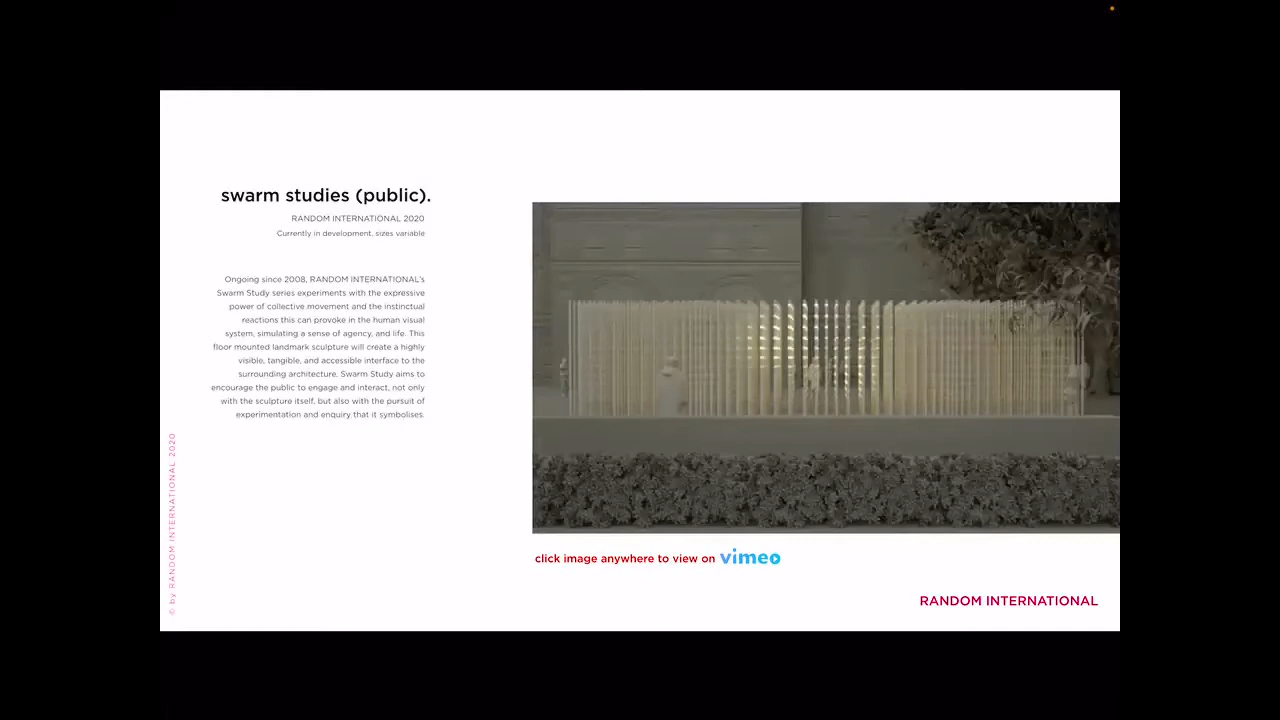 swarm studies (public).
RANDOM INTERNATIONAL 2020
Currently in development, sizes variable
Ongoing since 2008, RANDOM INTERNATIONAL's
Swarm Study series experiments with the expressive
power of collective movement and the instinctual
reactions this can provoke in the human visual
system, simulating a sense of agency, and life. This
floor mounted landmark sculpture will create a highly
visible, tangible, and accessible interface to the
surrounding architecture. Swarm Study aims to
encourage the public to engage and interact, not only
with the sculpture itself, but also with the pursuit of
experimentation and enquiry that it symbolises.
© by RANDOM INTERNATIONAL 2020
click image anywhere to view on vimeo
RANDOM INTERNATIONAL